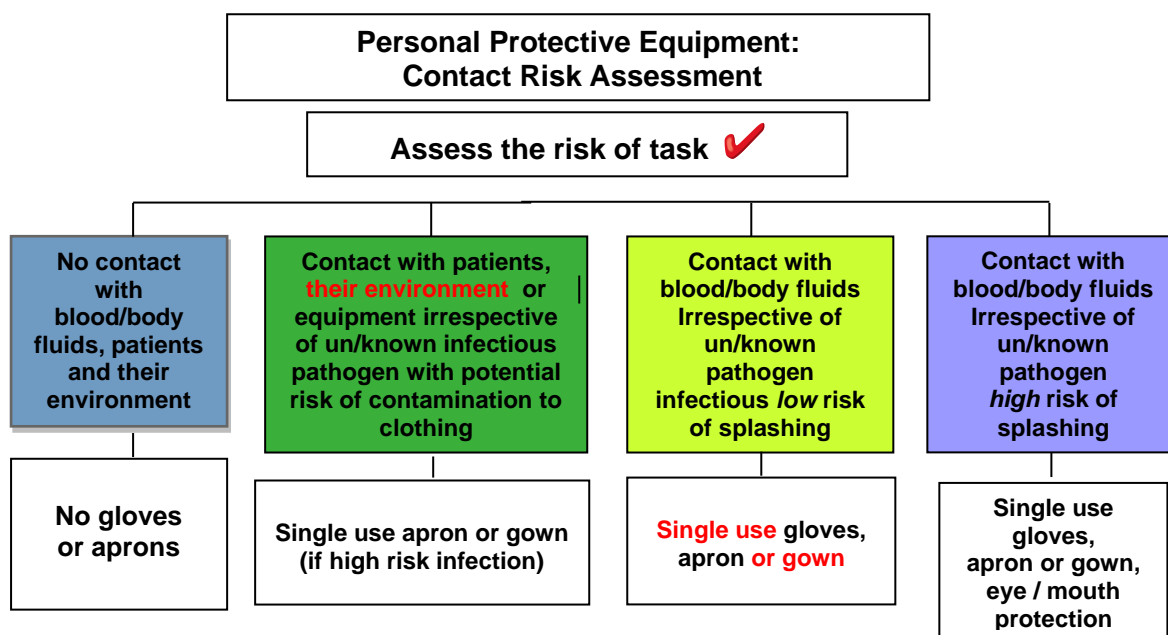 Personal Protective Equipment:
Contact Risk Assessment
Assess the risk of task
No contact
with
blood/body
fluids, patients
and their
environment
Contact with patients,
their environment or
equipment irrespective
of un/known infectious
pathogen with potential
risk of contamination to
clothing
Contact with
blood/body fluids
Irrespective of
un/known
pathogen
infectious low risk
of splashing
Contact with
blood/body fluids
Irrespective of
un/known
pathogen
high risk of
splashing
No gloves
or aprons
Single use apron or gown
(if high risk infection)
Single use gloves,
apron or gown
Single use
gloves,
apron or gown,
eye / mouth
protection